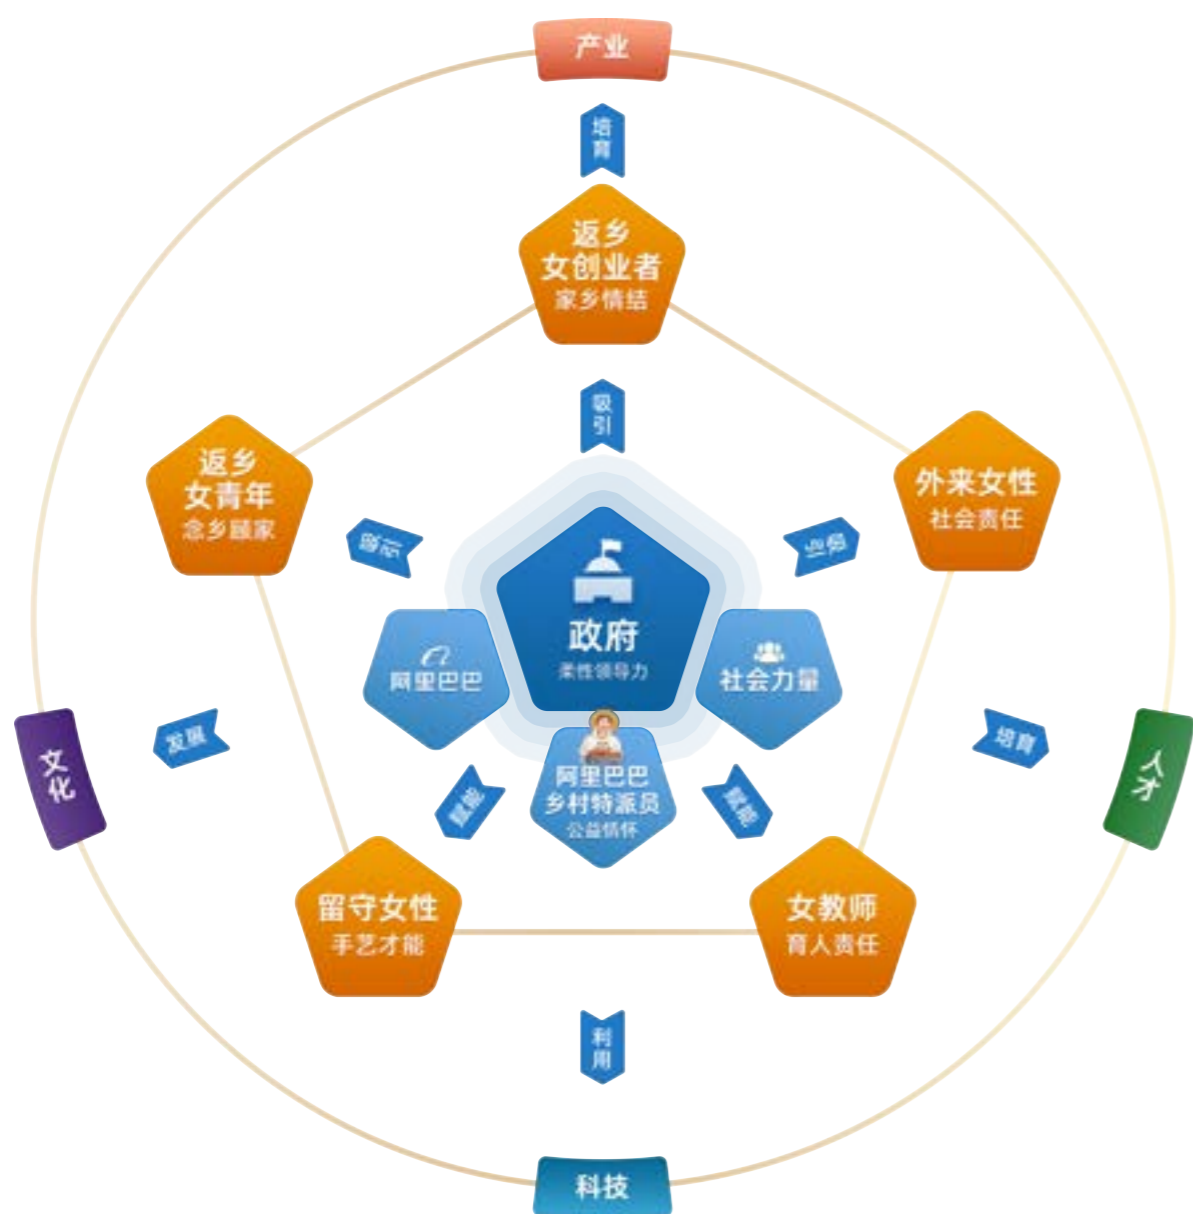 产业
培育
返乡
女创业者
家乡情结
吸引
返乡
女青年
念乡顾家
外来女性
社会责任
政府
柔性领导力
阿里巴巴
社会力量
阿里巴巴
乡村特派员
公益情怀
发展
培育
文化
人才
赋能
赋能
留守女性
手艺才能
女教师
育人责任
利用
科技